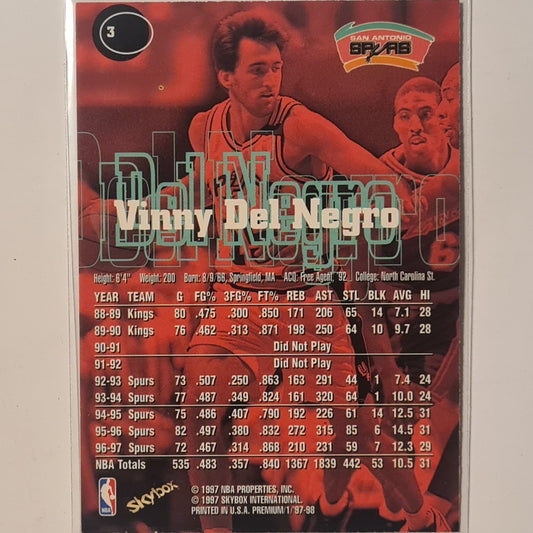 3
SAN ANTONIO
SPURS
Del Negro
Vinny Del Negro
Height: 6'4" Weight: 200 Born: 8/9/66, Springfield, MA ACQ: Free Agent, '92 College: North Carolina St.
YEAR TEAM G FG% 3FG% FT% REB AST STL BLK AVG HI
88-89 Kings 80 .475 .300 .850 171 206 65 14 7.1 28
89-90 Kings 76 .462 .313 .871 198 250 64 10 9.7 28
90-91 Did Not Play
91-92 Did Not Play
92-93 Spurs 73 .507 .250 .863 163 291 44 1 7.4 24
93-94 Spurs 77 .487 .349 .824 161 320 64 1 10.0 24
94-95 Spurs 75 .486 .407 .790 192 226 61 14 12.5 31
95-96 Spurs 82 .497 .380 .832 272 315 85 6 14.5 31
96-97 Spurs 72 .467 .314 .868 210 231 59 7 12.3 29
NBA Totals 535 .483 .357 .840 1367 1839 442 53 10.5 31
NBA
SkyBox
© 1997 NBA PROPERTIES, INC.
© 1997 SKYBOX INTERNATIONAL.
PRINTED IN U.S.A. PREMIUM/1/'97-98